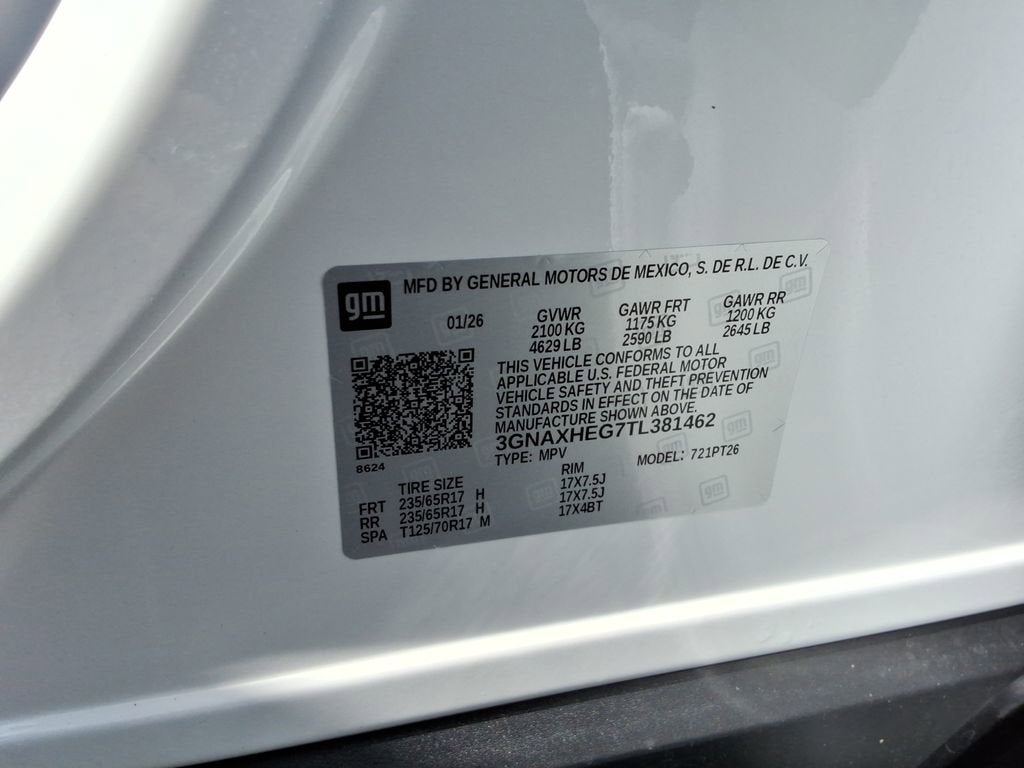 gm
MFD BY GENERAL MOTORS DE MEXICO, S. DE R.L. DE C.V.
01/26
GVWR GAWR FRT GAWR RR
2100 KG 1175 KG 1200 KG
4629 LB 2590 LB 2645 LB
THIS VEHICLE CONFORMS TO ALL
APPLICABLE U.S. FEDERAL MOTOR
VEHICLE SAFETY AND THEFT PREVENTION
STANDARDS IN EFFECT ON THE DATE OF
MANUFACTURE SHOWN ABOVE.
3GNAXHEG7TL381462
TYPE: MPV MODEL: 721PT26
8624
TIRE SIZE RIM
FRT 235/65R17 H 17X7.5J
RR 235/65R17 H 17X7.5J
SPA T125/70R17 M 17X4BT